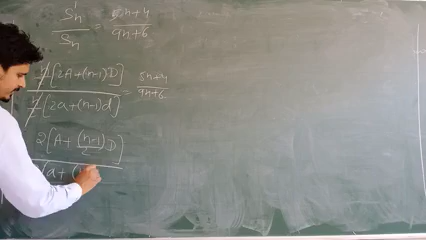 S'n / Sn = 5n+4 / 9n+6
n/2 [2A+(n-1)D] / n/2 [2a+(n-1)d] = 5n+4 / 9n+6
2[A+ (n-1)/2 D] / a+(